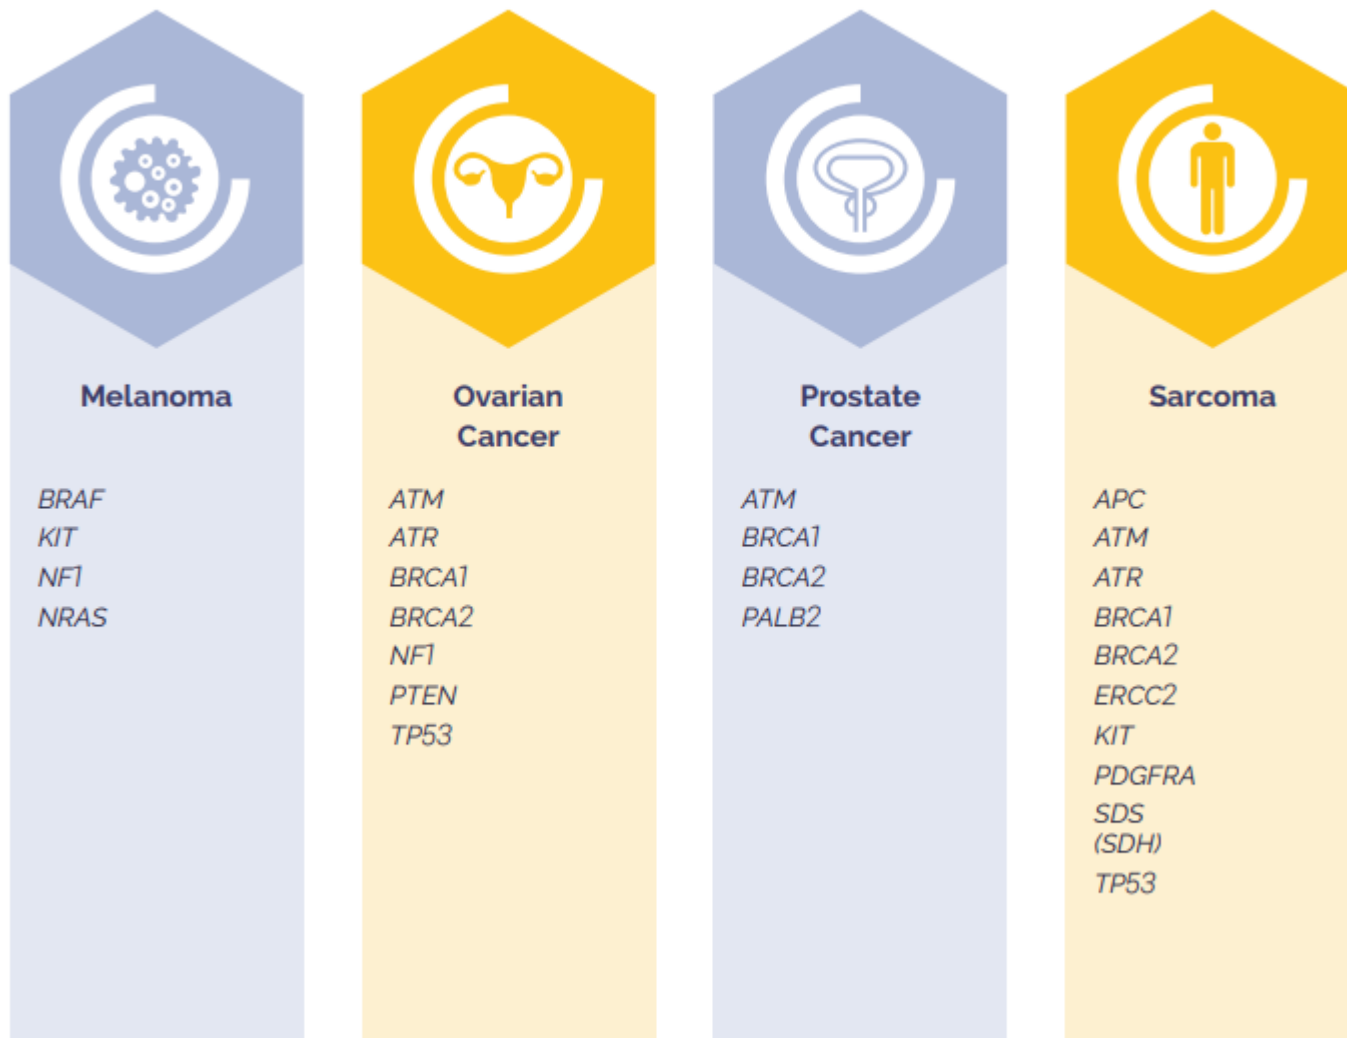 Melanoma
BRAF
KIT
NF1
NRAS
Ovarian
Cancer
ATM
ATR
BRCA1
BRCA2
NF1
PTEN
TP53
Prostate
Cancer
ATM
BRCA1
BRCA2
PALB2
Sarcoma
APC
ATM
ATR
BRCA1
BRCA2
ERCC2
KIT
PDGFRA
SDS
(SDH)
TP53